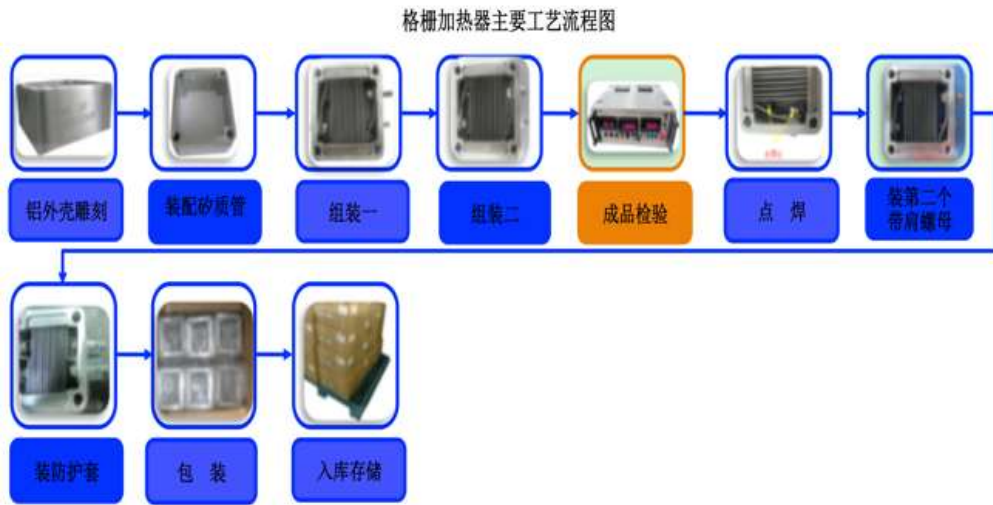 格栅加热器主要工艺流程图
铝外壳雕刻
装配矽质管
组装一
组装二
成品检验
点 焊
装第二个
带肩螺母
装防护套
包 装
入库存储